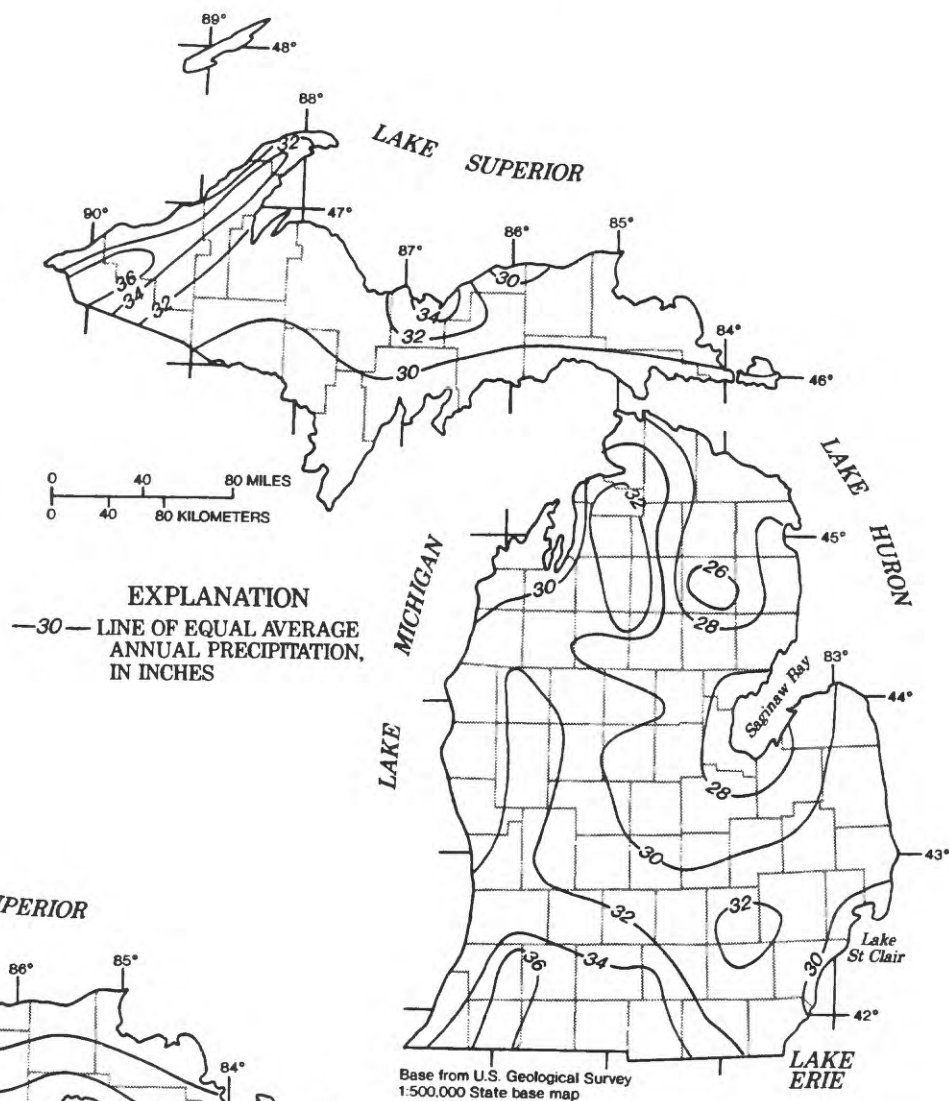 89°
48°
88°
LAKE SUPERIOR
32
47°
90°
36
34
32
87°
86°
85°
30
34
32
84°
30
46°
0 40 80 MILES
0 40 80 KILOMETERS
EXPLANATION
—30— LINE OF EQUAL AVERAGE
ANNUAL PRECIPITATION,
IN INCHES
LAKE MICHIGAN
LAKE HURON
32
45°
30
26
28
83°
Saginaw Bay
44°
28
30
43°
32
32
34
36
30
Lake
St Clair
42°
LAKE
ERIE
Base from U.S. Geological Survey
1:500,000 State base map
PERIOR
86°
85°
84°